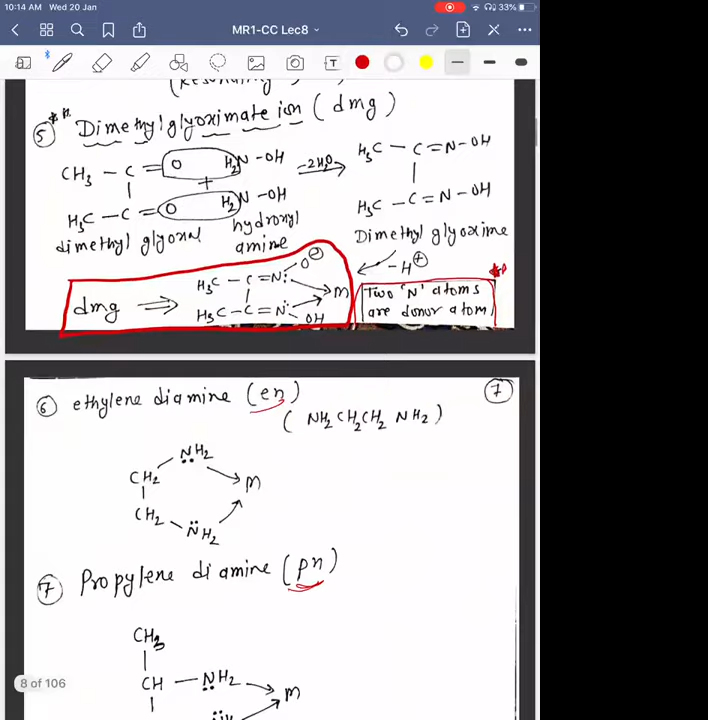 10:14 AM Wed 20 Jan
33%
MR1-CC Lec8
(Resonating
5 ** Dimethylglyoximate ion (dmg)
CH3 - C = O H2N-OH
+
H3C - C = O H2N-OH
dimethyl glyoxal
hydroxyl
amine
-2H2O
H3C - C = N - OH
H3C - C = N - OH
Dimethyl glyoxime
-H+
dmg ⇒
H3C - C = N: O⊖
M
H3C - C = N: OH
Two 'N' atoms
are donor atom
6 ethylene diamine (en)
7
(NH2CH2CH2NH2)
NH2
CH2
M
CH2
NH2
7 Propylene diamine (pn)
CH3
CH - NH2
M
8 of 106